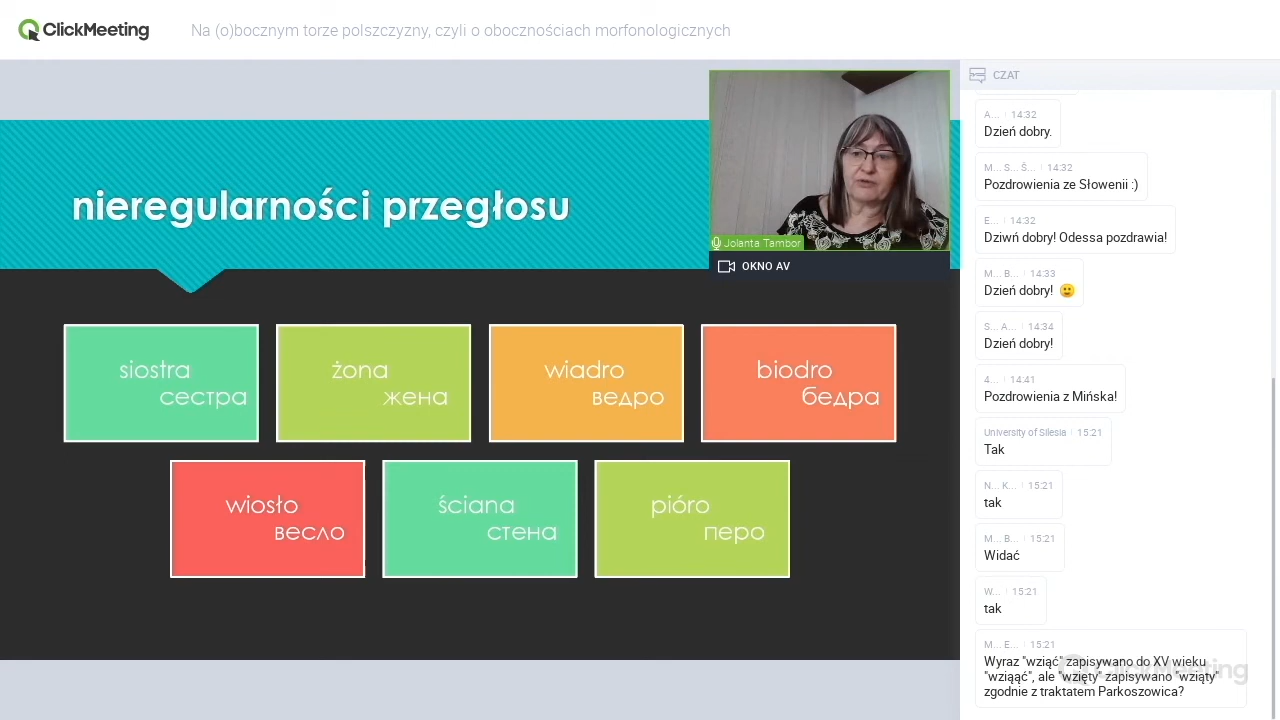 ClickMeeting
Na (o)bocznym torze polszczyzny, czyli o obocznościach morfonologicznych
nieregularności przegłosu
Jolanta Tambor
OKNO AV
siostra
сестра
żona
жена
wiadro
ведро
biodro
бедра
wiosło
весло
ściana
стена
pióro
перо
CZAT
A... 14:32
Dzień dobry.
M... S... Ś... 14:32
Pozdrowienia ze Słowenii :)
E... 14:32
Dziwń dobry! Odessa pozdrawia!
M... B... 14:33
Dzień dobry! 🙂
S... A... 14:34
Dzień dobry!
4... 14:41
Pozdrowienia z Mińska!
University of Silesia 15:21
Tak
N... K... 15:21
tak
M... B... 15:21
Widać
W... 15:21
tak
M... E... 15:21
Wyraz "wziąć" zapisywano do XV wieku
"wziąąć", ale "wzięty" zapisywano "wziąty"
zgodnie z traktatem Parkoszowica?
ClickMeeting